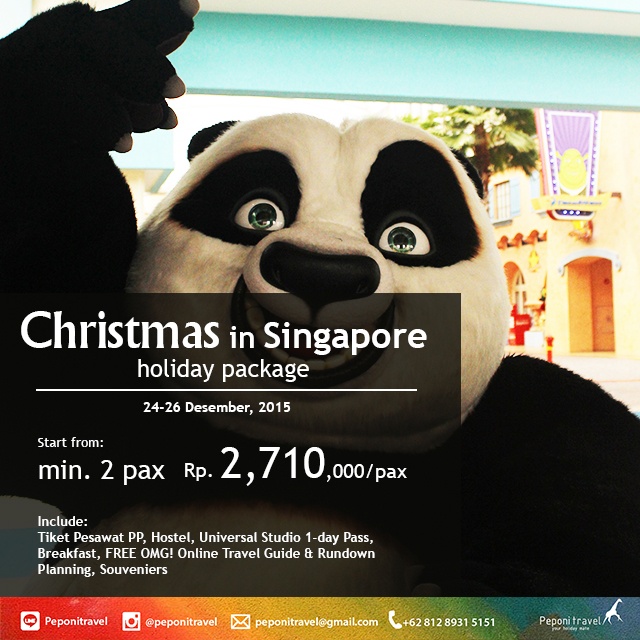 Christmas in Singapore
holiday package
24-26 Desember, 2015
Start from:
min. 2 pax Rp. 2,710,000/pax
Include:
Tiket Pesawat PP, Hostel, Universal Studio 1-day Pass,
Breakfast, FREE OMG! Online Travel Guide & Rundown
Planning, Souveniers
LINE Peponitravel @peponitravel peponitravel@gmail.com +62 812 8931 5151
Peponi travel
your holiday mate